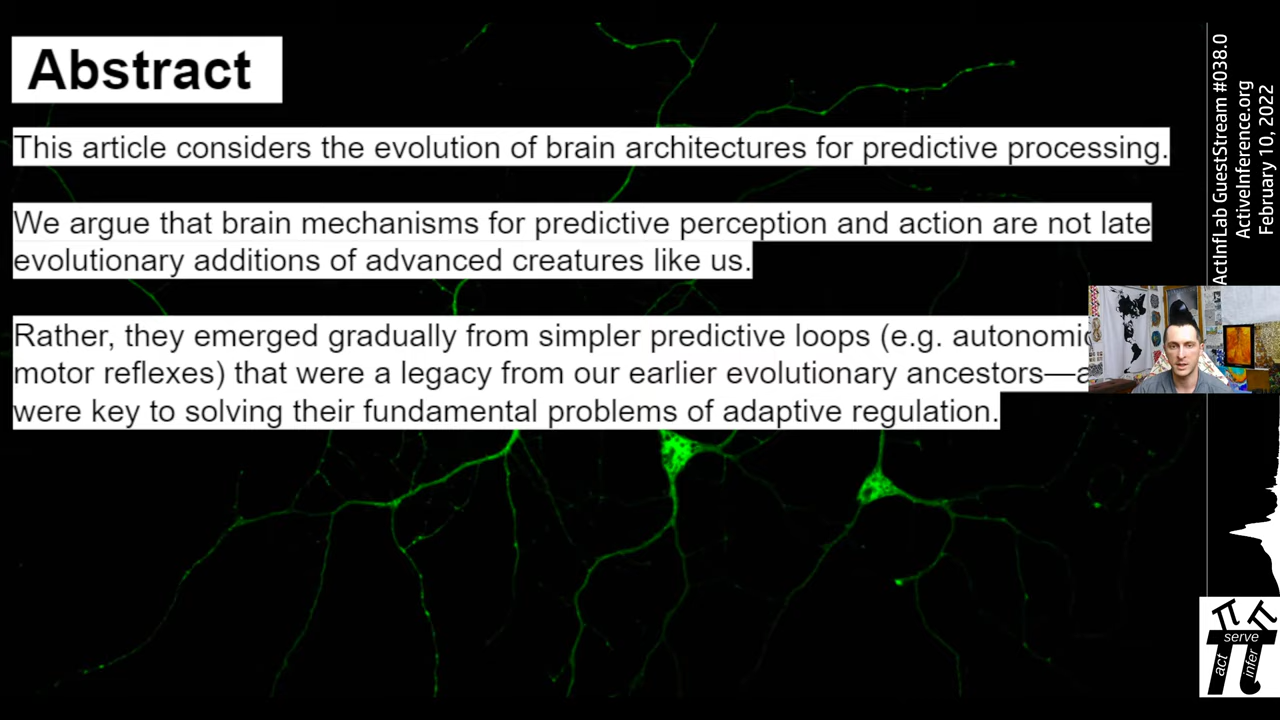 Abstract
This article considers the evolution of brain architectures for predictive processing.
We argue that brain mechanisms for predictive perception and action are not late
evolutionary additions of advanced creatures like us.
Rather, they emerged gradually from simpler predictive loops (e.g. autonomic
motor reflexes) that were a legacy from our earlier evolutionary ancestors—
were key to solving their fundamental problems of adaptive regulation.
ActInfLab GuestStream #038.0
ActiveInference.org
February 10, 2022
serve
act
infer